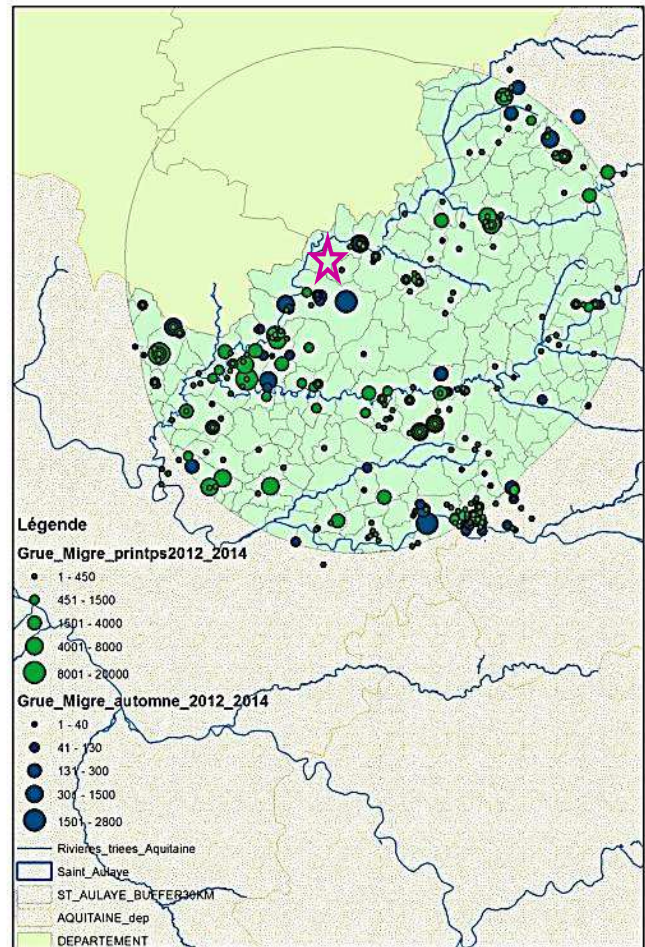 Légende
Grue_Migre_printps2012_2014
1 - 450
451 - 1500
1501 - 4000
4001 - 8000
8001 - 20000
Grue_Migre_automne_2012_2014
1 - 40
41 - 130
131 - 300
301 - 1500
1501 - 2800
Rivieres_triees_Aquitaine
Saint_Aulaye
ST_AULAYE_BUFFER30KM
AQUITAINE_dep
DEPARTEMENT